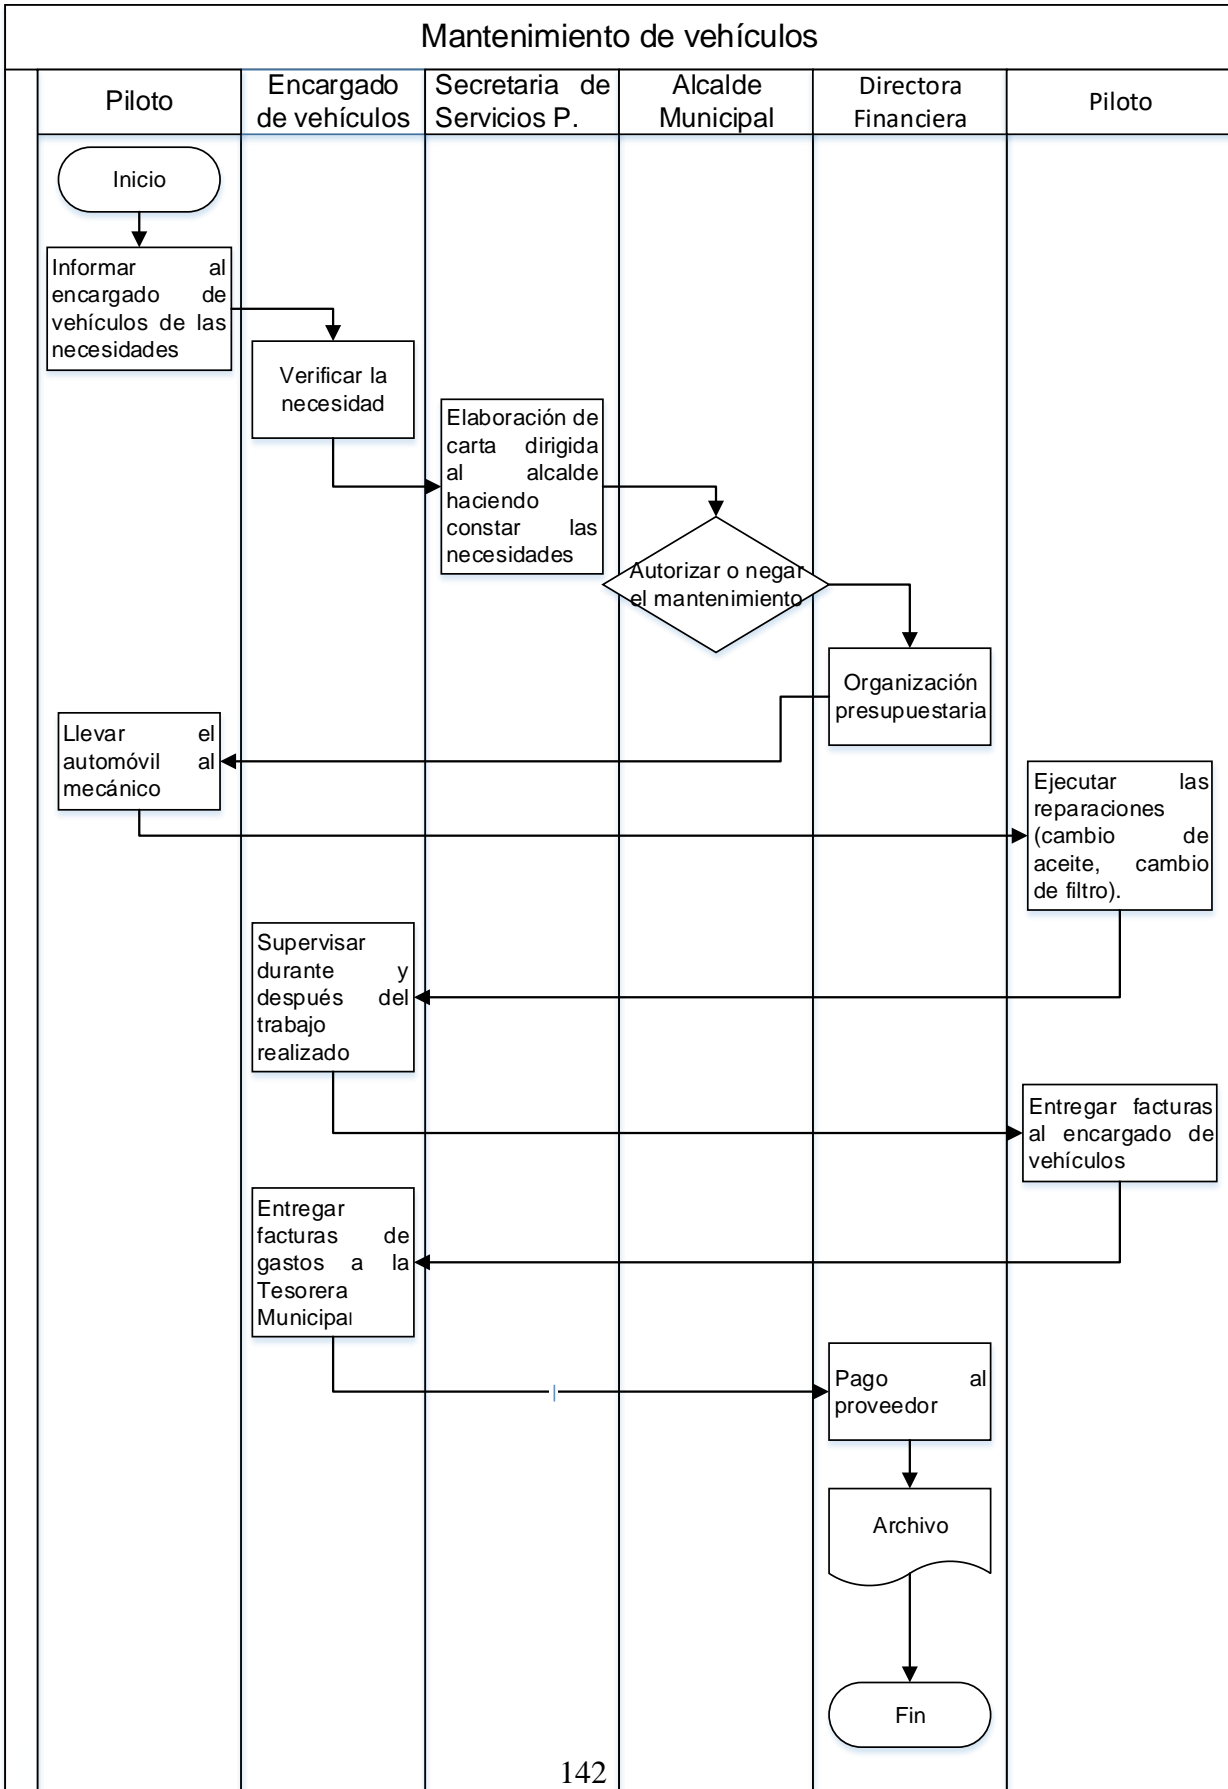 Mantenimiento de vehículos
Piloto
Encargado
de vehículos
Secretaria de
Servicios P.
Alcalde
Municipal
Directora
Financiera
Piloto
Inicio
Informar al
encargado de
vehículos de las
necesidades
Verificar la
necesidad
Elaboración de
carta dirigida
al alcalde
haciendo
constar las
necesidades
Autorizar o negar
el mantenimiento
Organización
presupuestaria
Llevar el
automóvil al
mecánico
Ejecutar las
reparaciones
(cambio de
aceite, cambio
de filtro).
Supervisar
durante y
después del
trabajo
realizado
Entregar facturas
al encargado de
vehículos
Entregar
facturas de
gastos a la
Tesorera
Municipal
Pago al
proveedor
Archivo
Fin
142